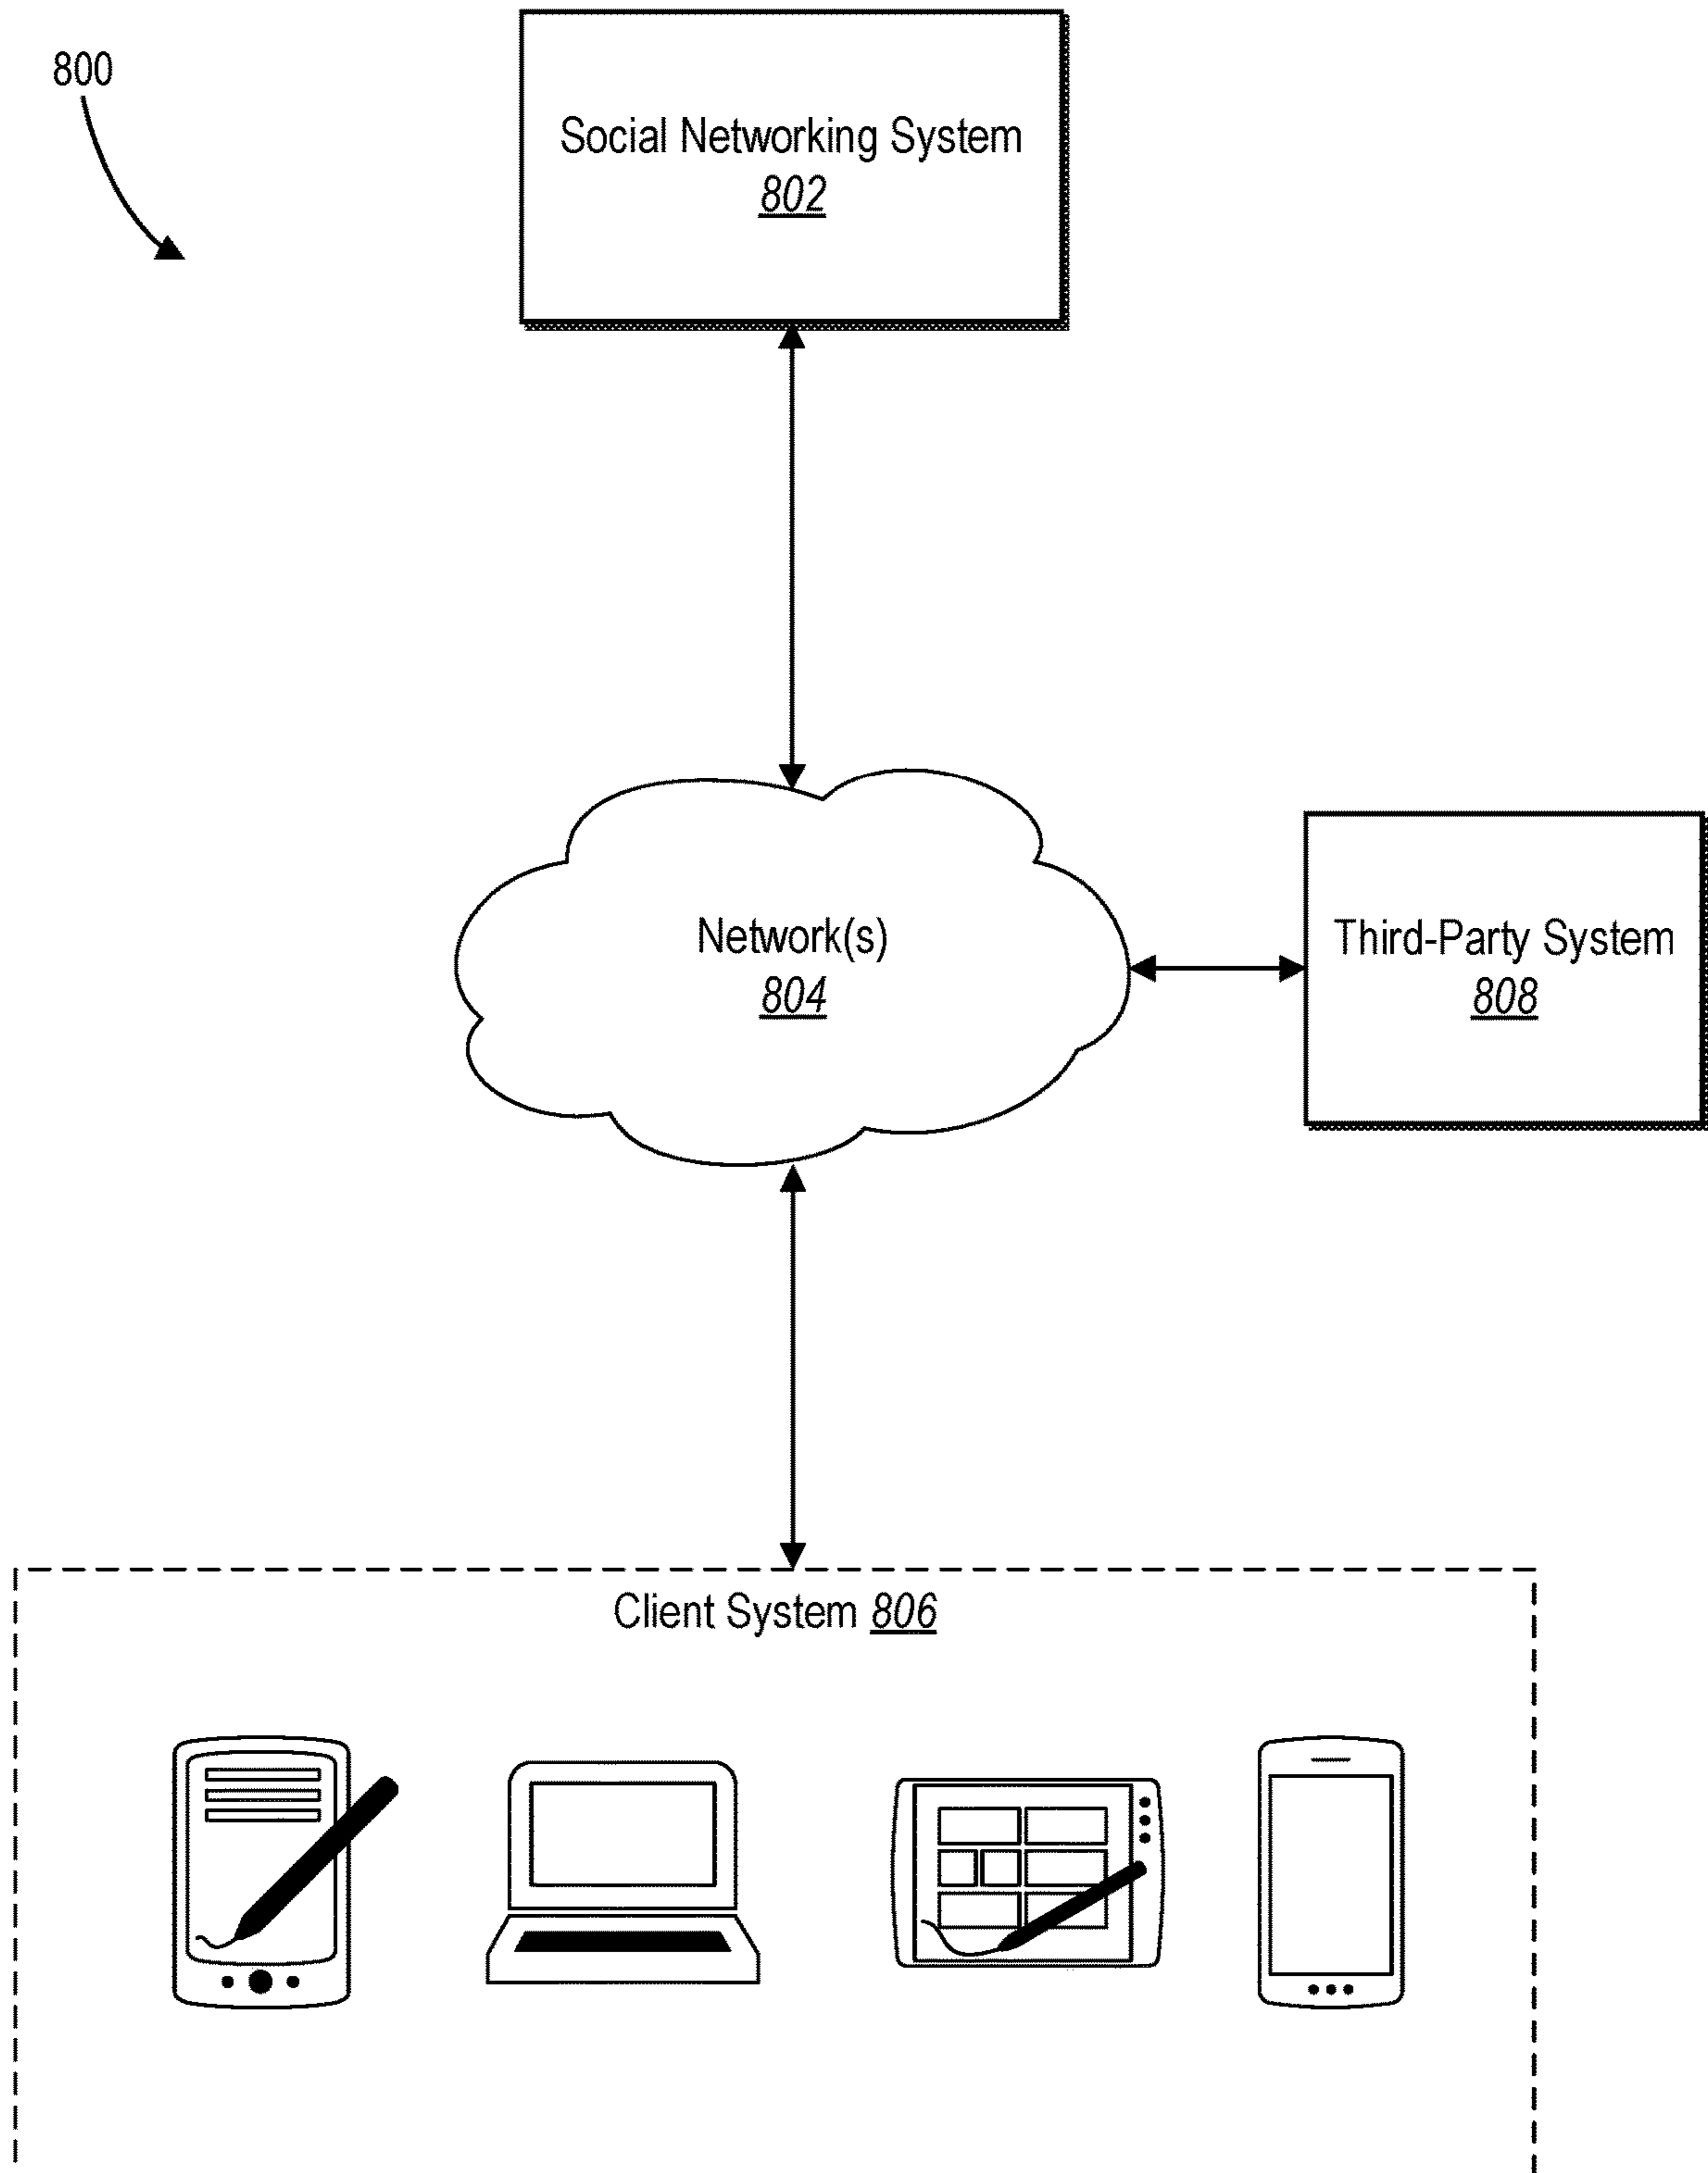 800
Social Networking System
802
Network(s)
804
Third-Party System
808
Client System 806